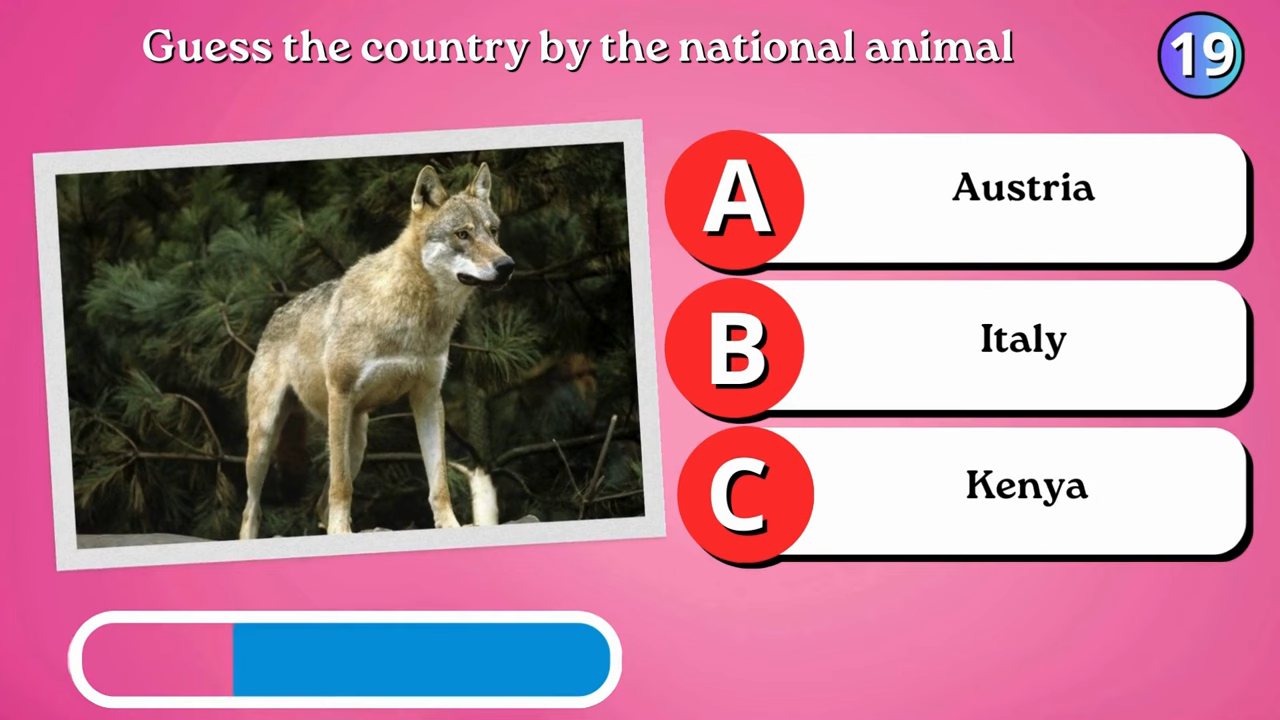 Guess the country by the national animal
19
A
Austria
B
Italy
C
Kenya